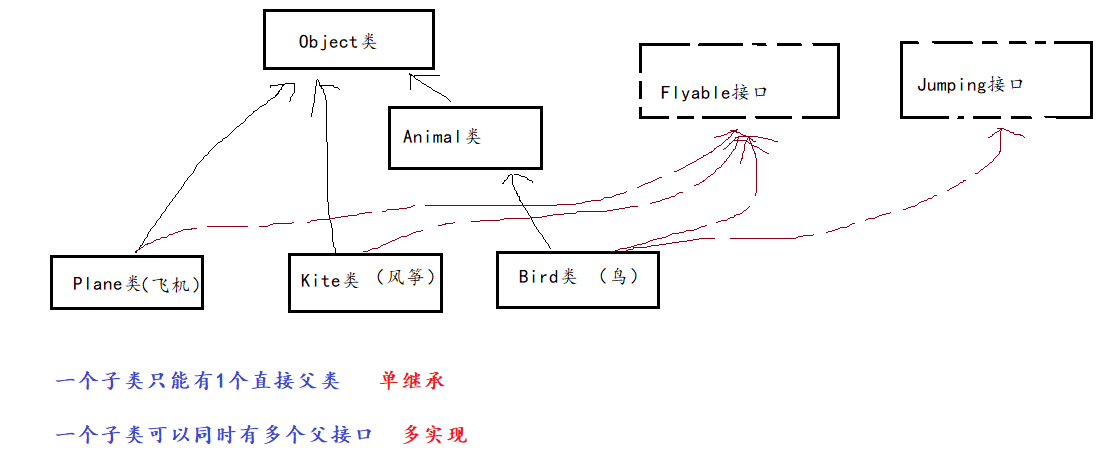 Object类
Flyable接口
Jumping接口
Animal类
Plane类(飞机)
Kite类 (风筝)
Bird类 (鸟)
一个子类只能有1个直接父类 单继承
一个子类可以同时有多个父接口 多实现